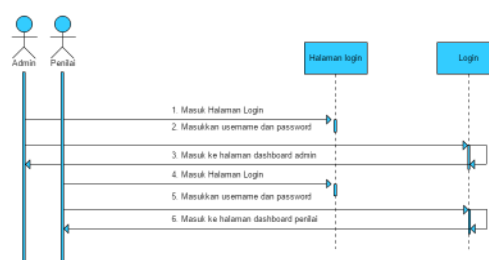 Admin
Penilai
Halaman login
Login
1. Masuk Halaman Login
2. Masukkan username dan password
3. Masuk ke halaman dashboard admin
4. Masuk Halaman Login
5. Masukkan username dan password
6. Masuk ke halaman dashboard penilai